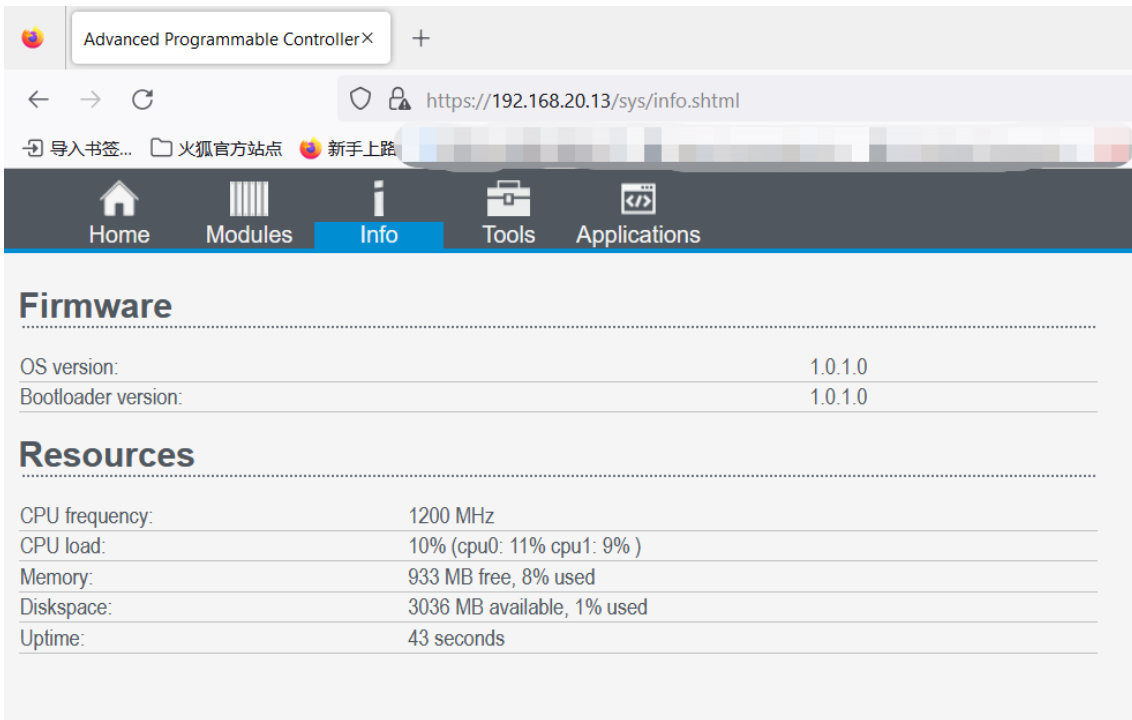 Advanced Programmable Controller
https://192.168.20.13/sys/info.shtml
导入书签... 火狐官方站点 新手上路
Home Modules Info Tools Applications
Firmware
OS version: 1.0.1.0
Bootloader version: 1.0.1.0
Resources
CPU frequency: 1200 MHz
CPU load: 10% (cpu0: 11% cpu1: 9% )
Memory: 933 MB free, 8% used
Diskspace: 3036 MB available, 1% used
Uptime: 43 seconds